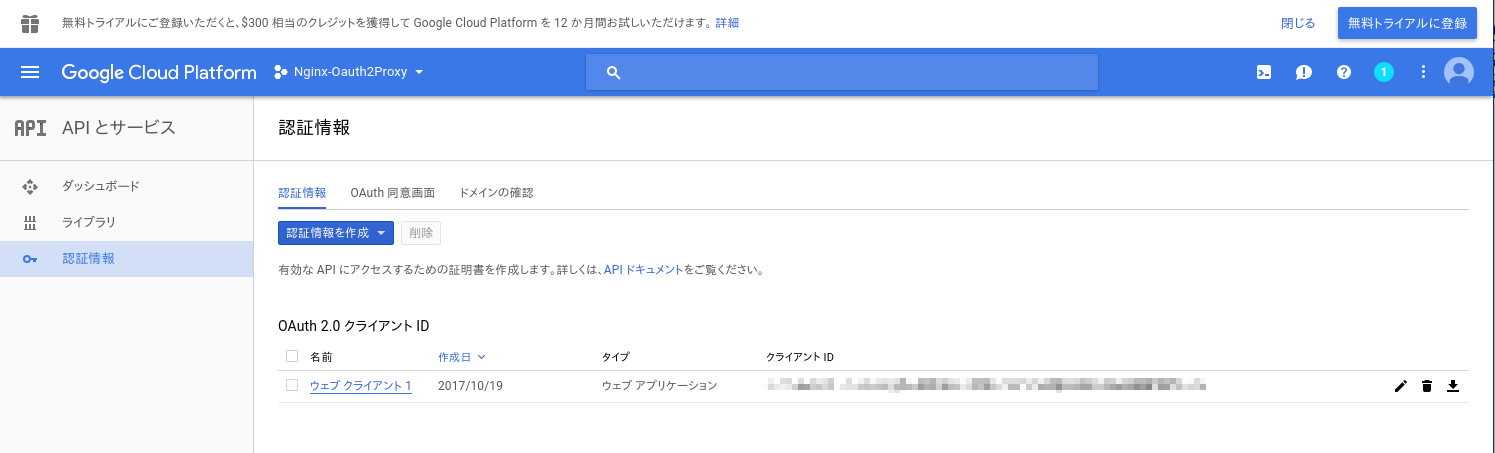 無料トライアルにご登録いただくと、$300 相当のクレジットを獲得して Google Cloud Platform を 12 か月間お試しいただけます。 詳細
閉じる
無料トライアルに登録
Google Cloud Platform
Nginx-Oauth2Proxy
1
API API とサービス
認証情報
ダッシュボード
ライブラリ
認証情報
認証情報 OAuth 同意画面 ドメインの確認
認証情報を作成 削除
有効な API にアクセスするための証明書を作成します。詳しくは、API ドキュメントをご覧ください。
OAuth 2.0 クライアント ID
名前 作成日 タイプ クライアント ID
ウェブ クライアント 1 2017/10/19 ウェブ アプリケーション